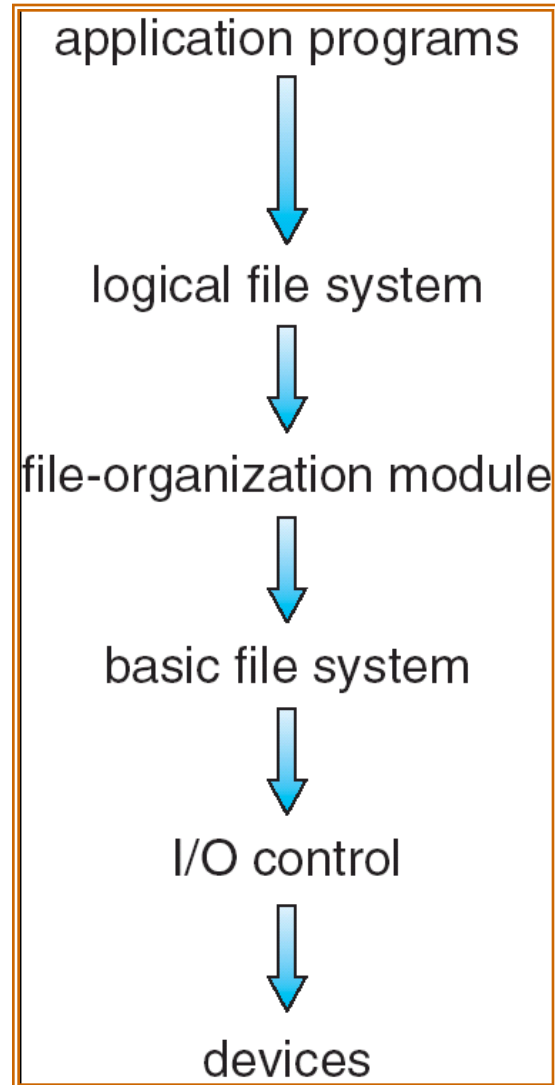 application programs
logical file system
file-organization module
basic file system
I/O control
devices